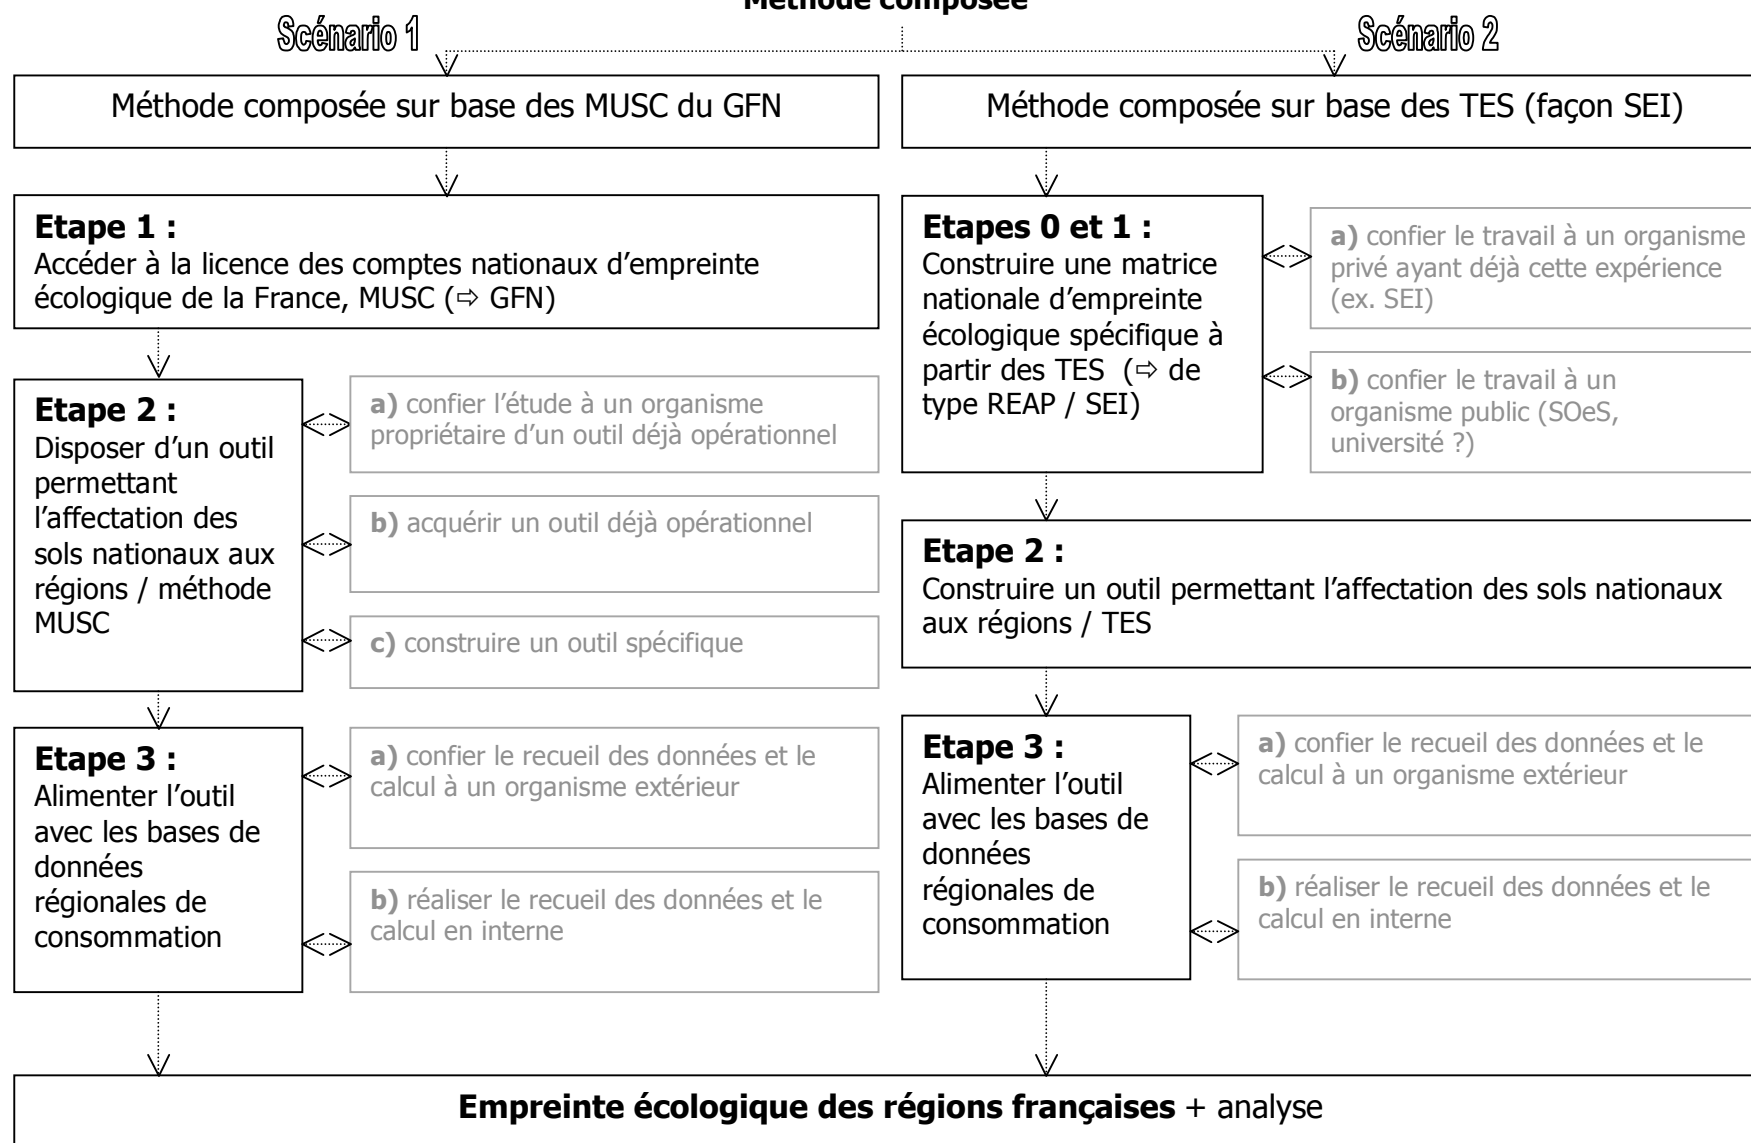 Méthode composée
Scénario 1
Scénario 2
Méthode composée sur base des MUSC du GFN
Etape 1 :
Accéder à la licence des comptes nationaux d’empreinte
écologique de la France, MUSC (⇨ GFN)
Etape 2 :
Disposer d’un outil
permettant
l’affectation des
sols nationaux aux
régions / méthode
MUSC
a) confier l’étude à un organisme
propriétaire d’un outil déjà opérationnel
b) acquérir un outil déjà opérationnel
c) construire un outil spécifique
Etape 3 :
Alimenter l’outil
avec les bases de
données
régionales de
consommation
a) confier le recueil des données et le
calcul à un organisme extérieur
b) réaliser le recueil des données et le
calcul en interne
Méthode composée sur base des TES (façon SEI)
Etapes 0 et 1 :
Construire une matrice
nationale d’empreinte
écologique spécifique à
partir des TES (⇨ de
type REAP / SEI)
a) confier le travail à un organisme
privé ayant déjà cette expérience
(ex. SEI)
b) confier le travail à un
organisme public (SOeS,
université ?)
Etape 2 :
Construire un outil permettant l’affectation des sols nationaux
aux régions / TES
Etape 3 :
Alimenter l’outil
avec les bases de
données
régionales de
consommation
a) confier le recueil des données et le
calcul à un organisme extérieur
b) réaliser le recueil des données et le
calcul en interne
Empreinte écologique des régions françaises + analyse